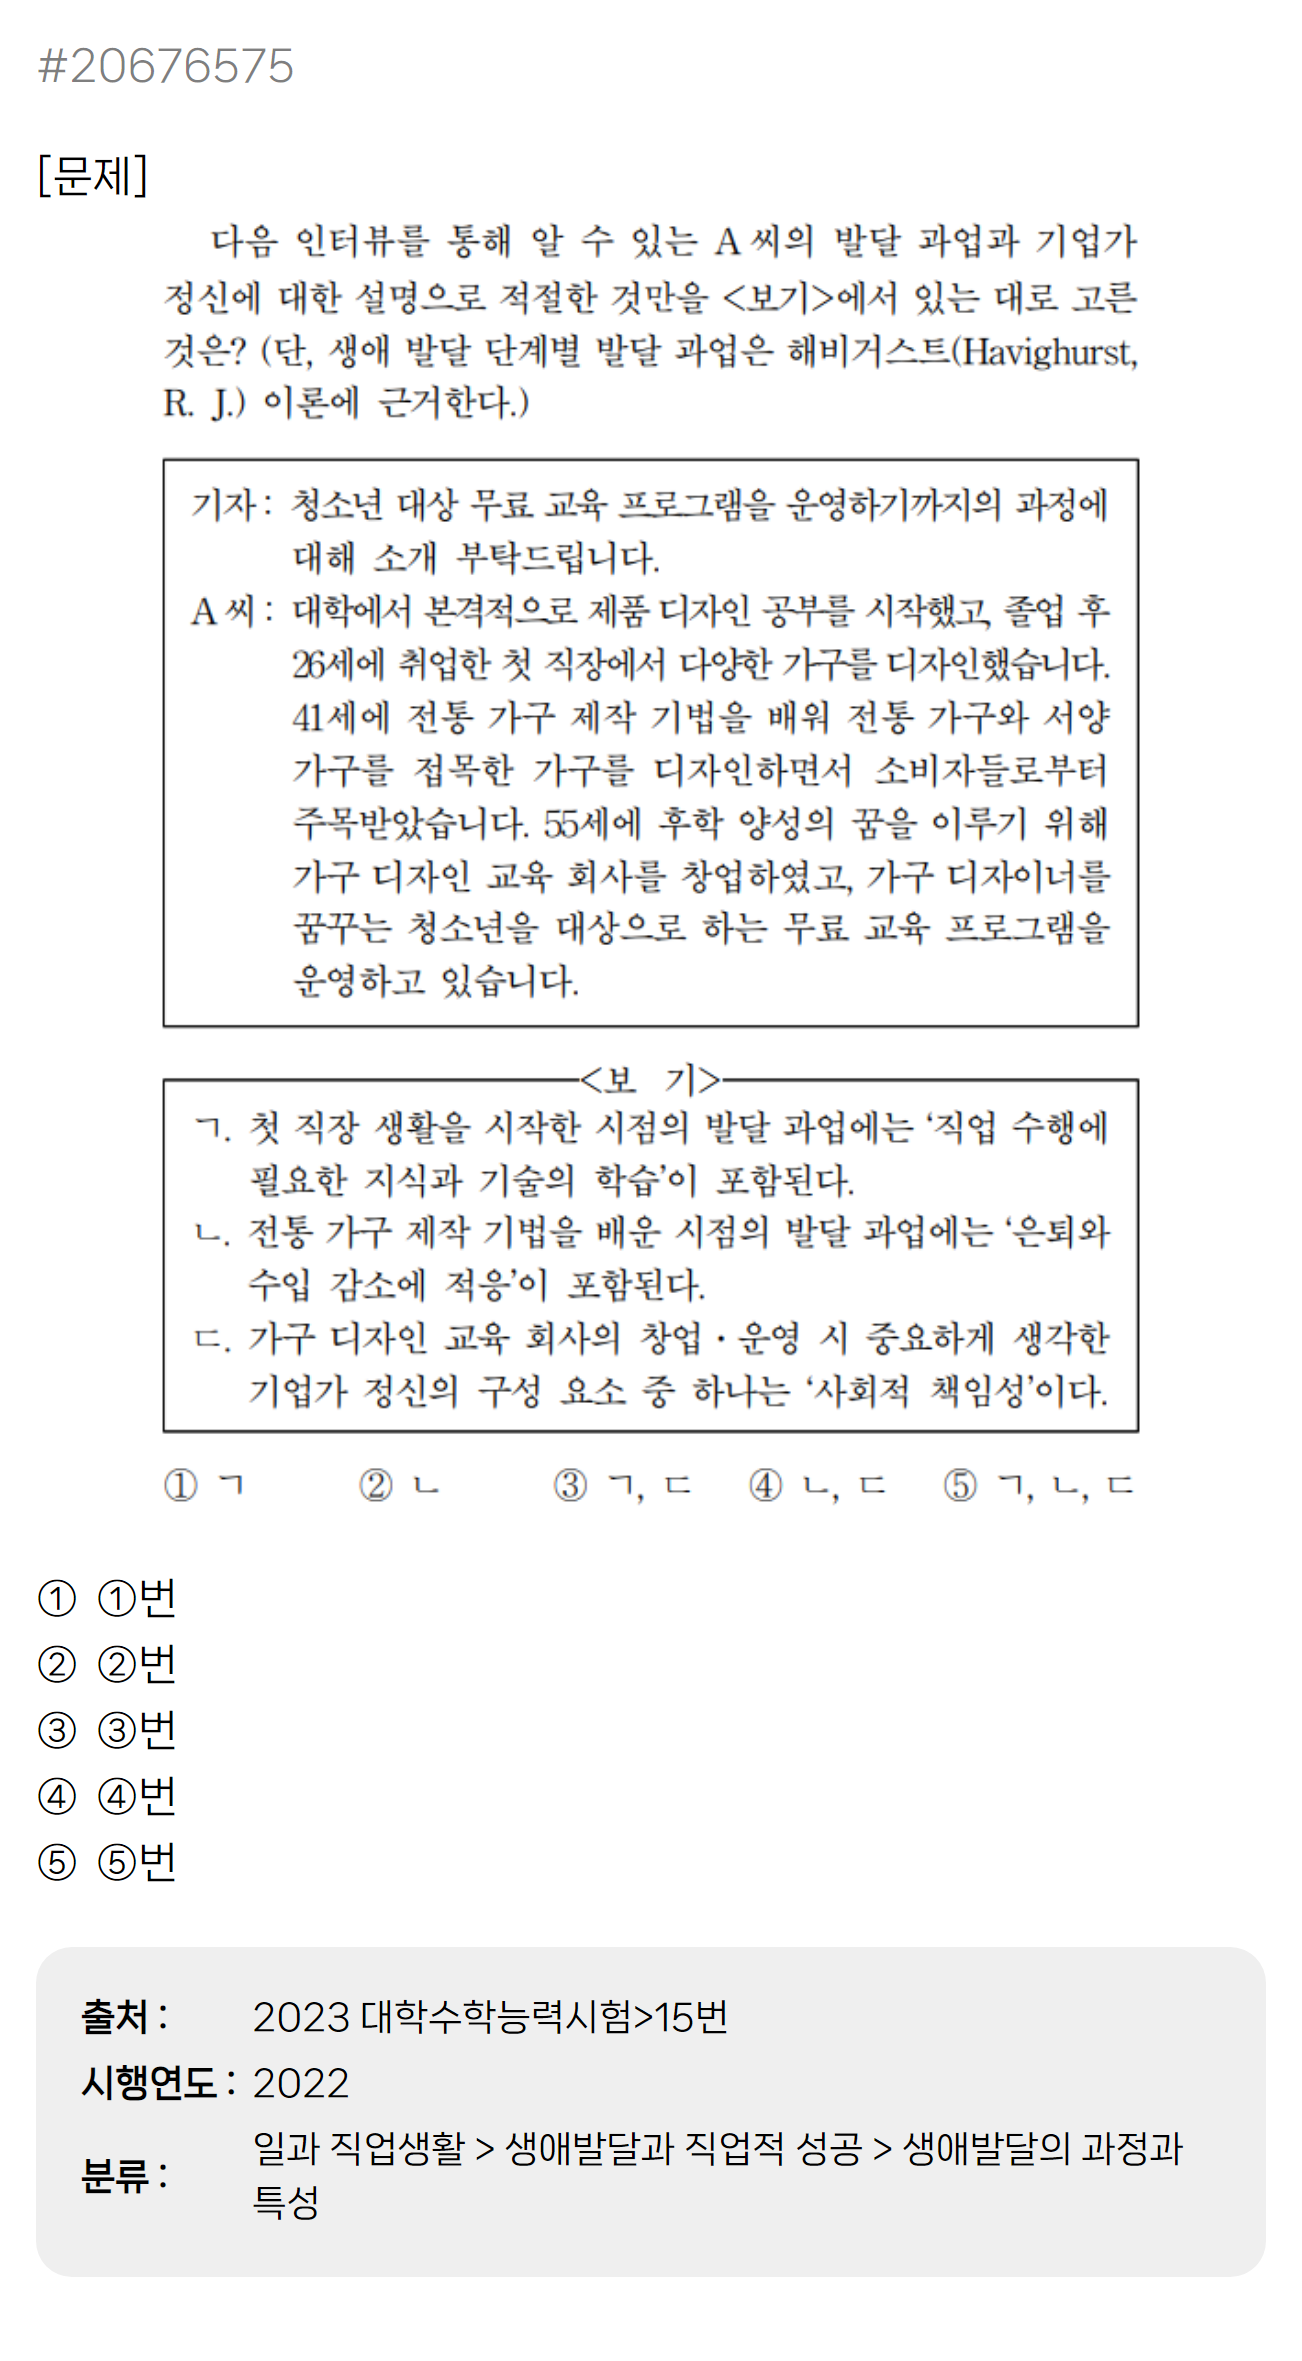 #20676575
[문제]
다음 인터뷰를 통해 알 수 있는 A 씨의 발달 과업과 기업가
정신에 대한 설명으로 적절한 것만을 <보기>에서 있는 대로 고른
것은? (단, 생애 발달 단계별 발달 과업은 해비거스트(Havighurst,
R. J.) 이론에 근거한다.)
기자 : 청소년 대상 무료 교육 프로그램을 운영하기까지의 과정에
대해 소개 부탁드립니다.
A 씨 : 대학에서 본격적으로 제품 디자인 공부를 시작했고, 졸업 후
26세에 취업한 첫 직장에서 다양한 가구를 디자인했습니다.
41세에 전통 가구 제작 기법을 배워 전통 가구와 서양
가구를 접목한 가구를 디자인하면서 소비자들로부터
주목받았습니다. 55세에 후학 양성의 꿈을 이루기 위해
가구 디자인 교육 회사를 창업하였고, 가구 디자이너를
꿈꾸는 청소년을 대상으로 하는 무료 교육 프로그램을
운영하고 있습니다.
<보 기>
ㄱ. 첫 직장 생활을 시작한 시점의 발달 과업에는 ‘직업 수행에
필요한 지식과 기술의 학습’이 포함된다.
ㄴ. 전통 가구 제작 기법을 배운 시점의 발달 과업에는 ‘은퇴와
수입 감소에 적응’이 포함된다.
ㄷ. 가구 디자인 교육 회사의 창업・운영 시 중요하게 생각한
기업가 정신의 구성 요소 중 하나는 ‘사회적 책임성’이다.
① ㄱ ② ㄴ ③ ㄱ, ㄷ ④ ㄴ, ㄷ ⑤ ㄱ, ㄴ, ㄷ
① ①번
② ②번
③ ③번
④ ④번
⑤ ⑤번
출처 : 2023 대학수학능력시험>15번
시행연도 : 2022
분류 : 일과 직업생활 > 생애발달과 직업적 성공 > 생애발달의 과정과
특성